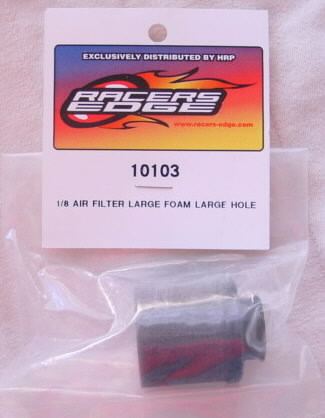 EXCLUSIVELY DISTRIBUTED BY HRP
RACERS
EDGE
www.racers-edge.com
10103
1/8 AIR FILTER LARGE FOAM LARGE HOLE